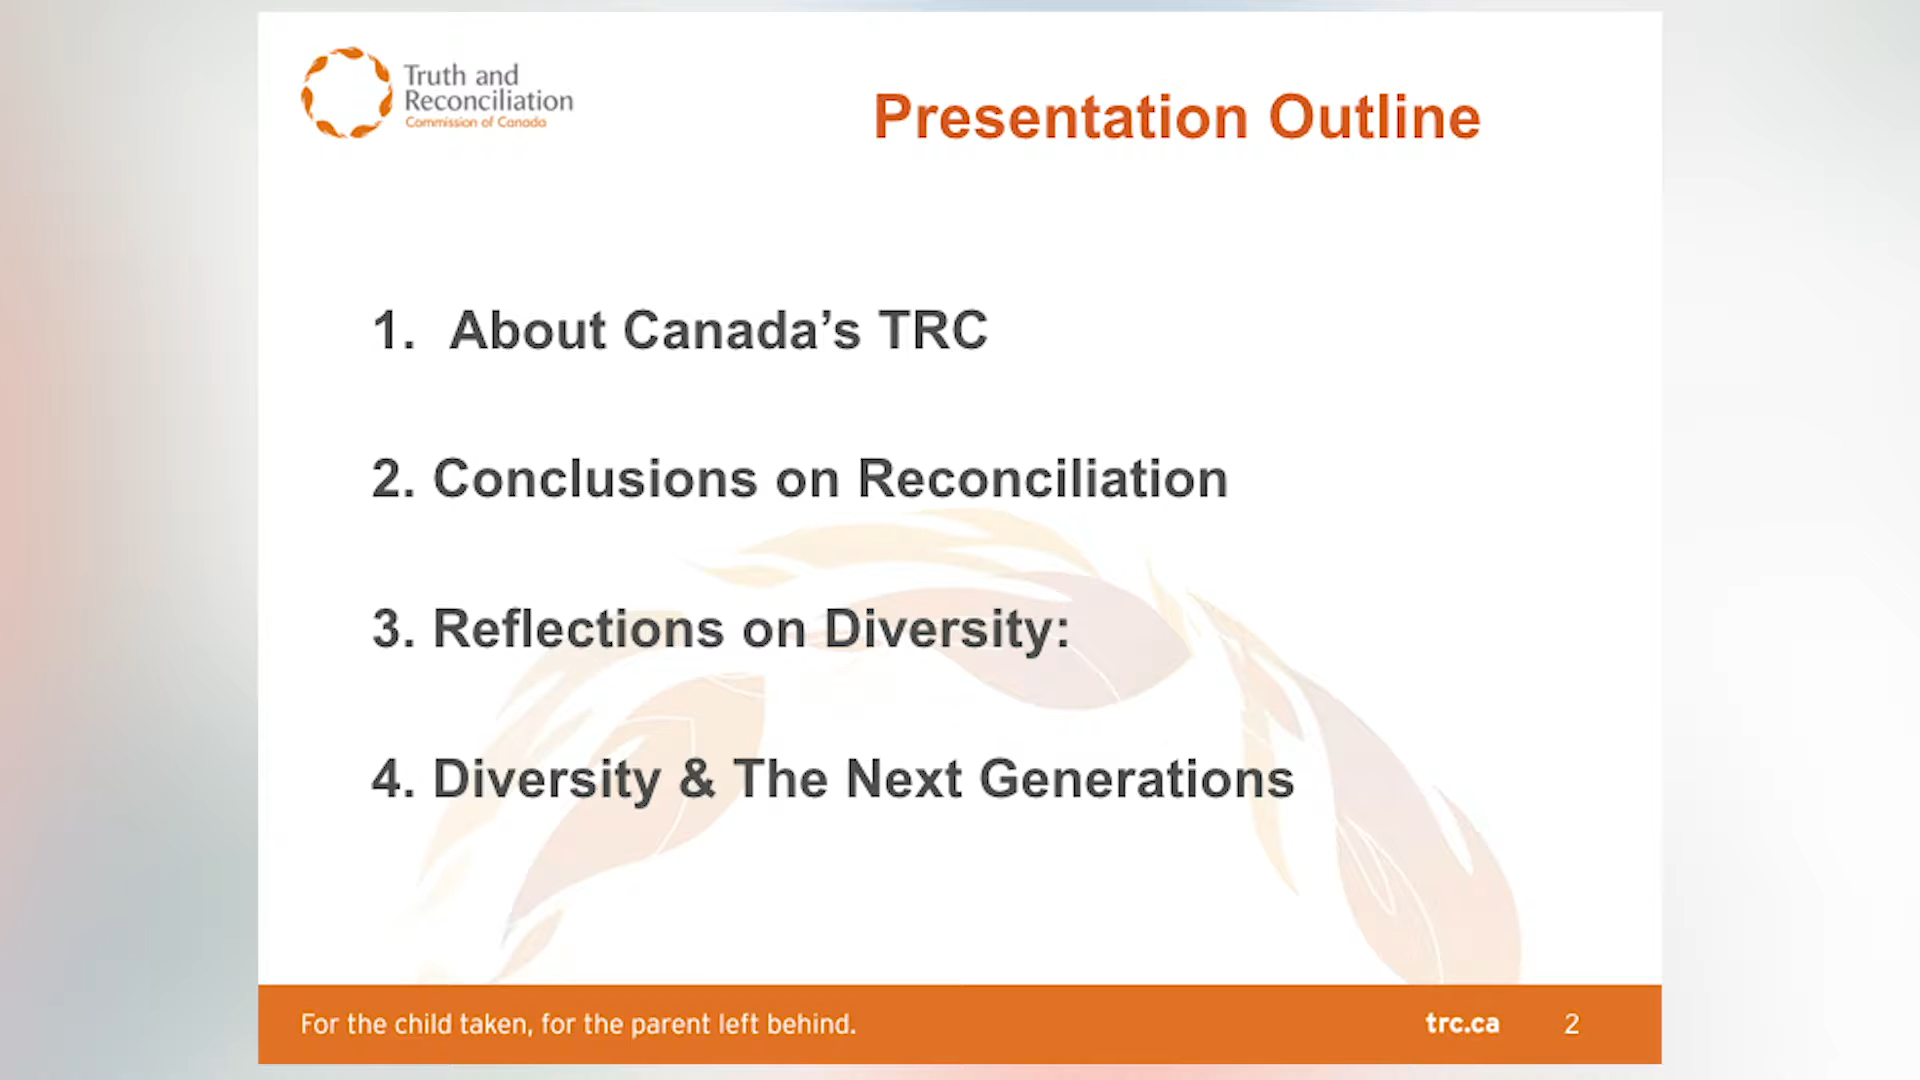 Truth and
Reconciliation
Commission of Canada
Presentation Outline
1. About Canada’s TRC
2. Conclusions on Reconciliation
3. Reflections on Diversity:
4. Diversity & The Next Generations
For the child taken, for the parent left behind.
trc.ca 2